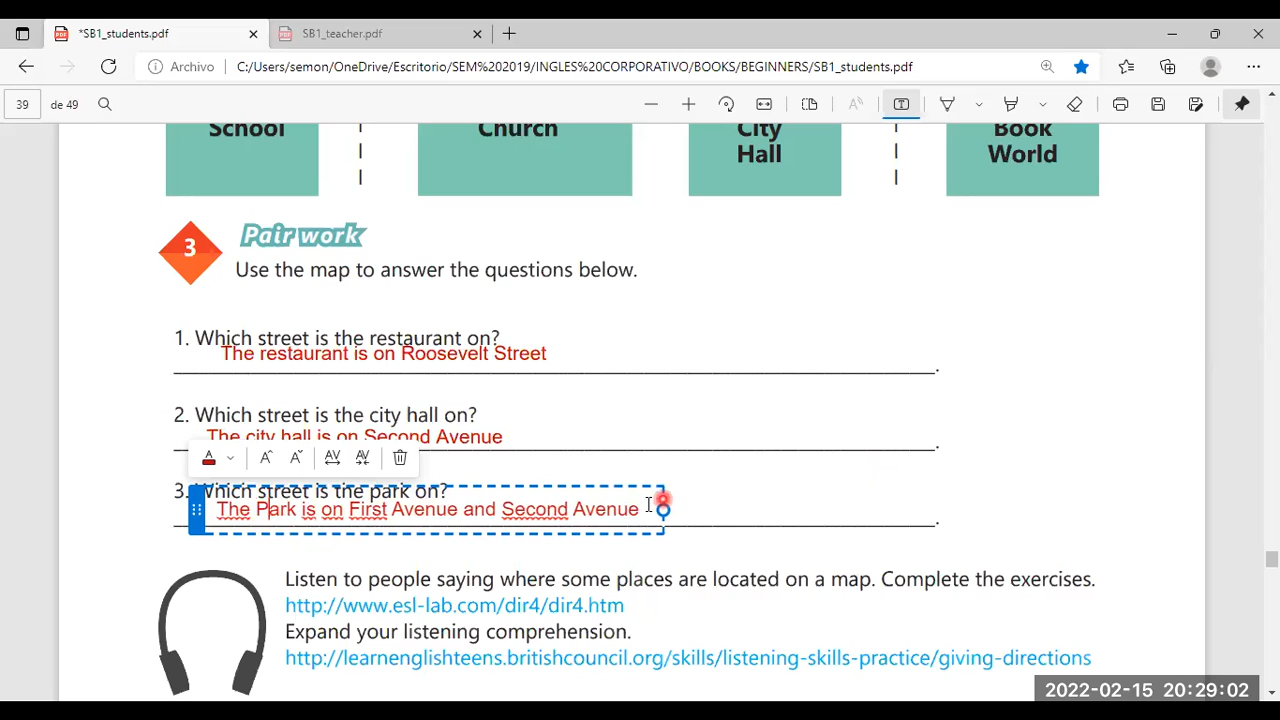 *SB1_students.pdf
SB1_teacher.pdf
Archivo
C:/Users/semon/OneDrive/Escritorio/SEM%202019/INGLES%20CORPORATIVO/BOOKS/BEGINNERS/SB1_students.pdf
39 de 49
School
Church
City
Hall
Book
World
3
Pair work
Use the map to answer the questions below.
1. Which street is the restaurant on?
The restaurant is on Roosevelt Street
2. Which street is the city hall on?
The city hall is on Second Avenue
3. Which street is the park on?
The Park is on First Avenue and Second Avenue
Listen to people saying where some places are located on a map. Complete the exercises.
http://www.esl-lab.com/dir4/dir4.htm
Expand your listening comprehension.
http://learnenglishteens.britishcouncil.org/skills/listening-skills-practice/giving-directions
2022-02-15 20:29:02